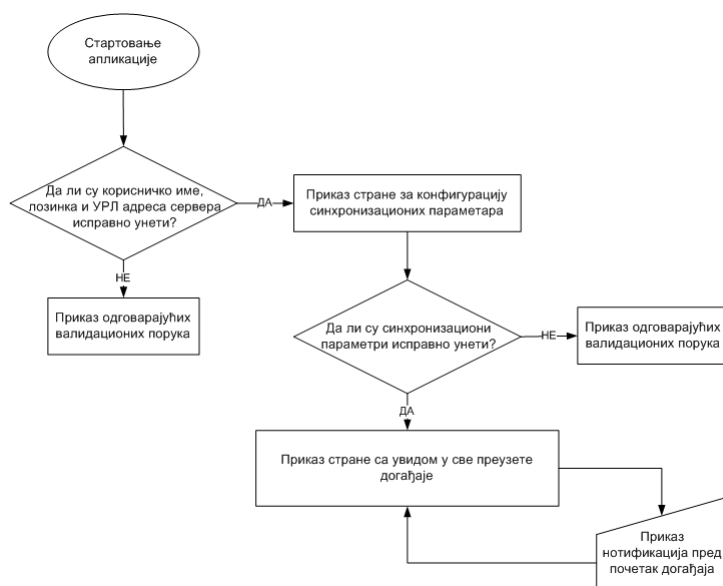 Стартовање
апликације
Да ли су корисничко име,
лозинка и УРЛ адреса сервера
исправно унети?
ДА
Приказ стране за конфигурацију
синхронизационих параметара
НЕ
Приказ одговарајућих
валидационих порука
Да ли су синхронизациони
параметри исправно унети?
НЕ
Приказ одговарајућих
валидационих порука
ДА
Приказ стране са увидом у све преузете
догађаје
Приказ
нотификација пред
почетак догађаја